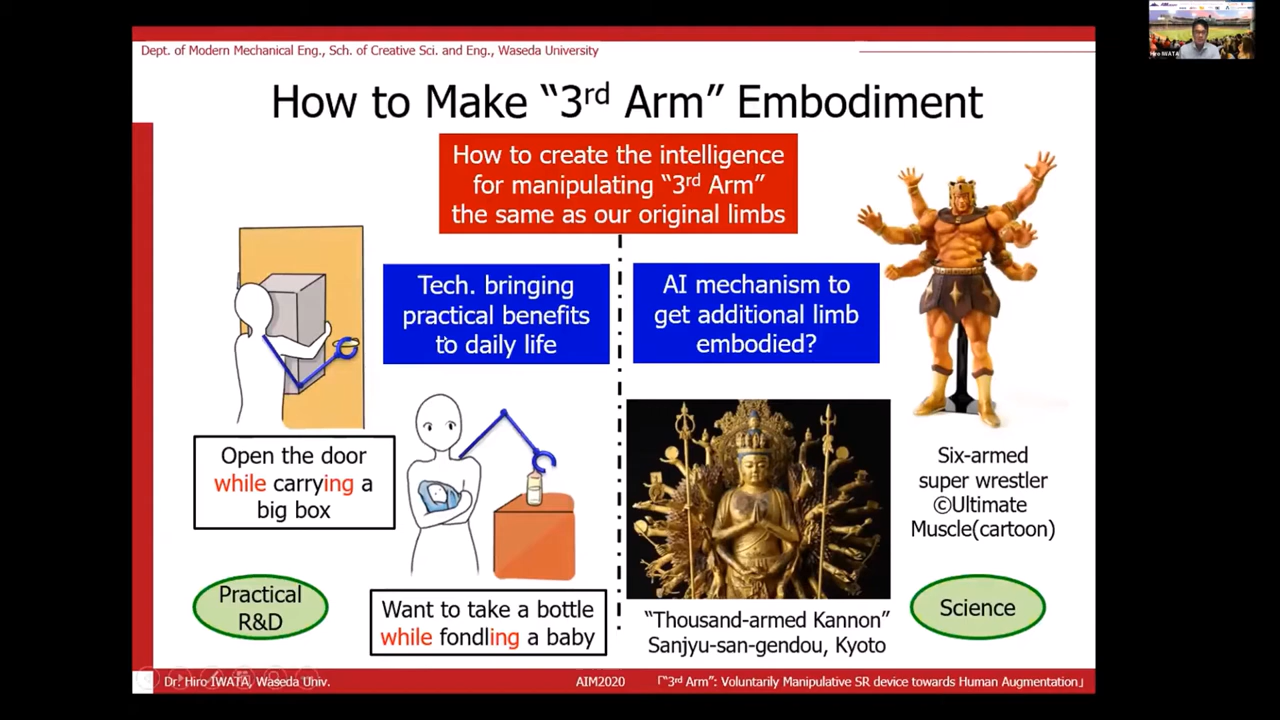 Dept. of Modern Mechanical Eng., Sch. of Creative Sci. and Eng., Waseda University
How to Make “3rd Arm” Embodiment
How to create the intelligence
for manipulating “3rd Arm”
the same as our original limbs
Tech. bringing
practical benefits
to daily life
AI mechanism to
get additional limb
embodied?
Open the door
while carrying a
big box
Want to take a bottle
while fondling a baby
Practical
R&D
“Thousand-armed Kannon”
Sanjyu-san-gendou, Kyoto
Six-armed
super wrestler
©Ultimate
Muscle(cartoon)
Science
Dr. Hiro IWATA, Waseda Univ.
AIM2020
「“3rd Arm”: Voluntarily Manipulative SR device towards Human Augmentation」
Hiro IWATA